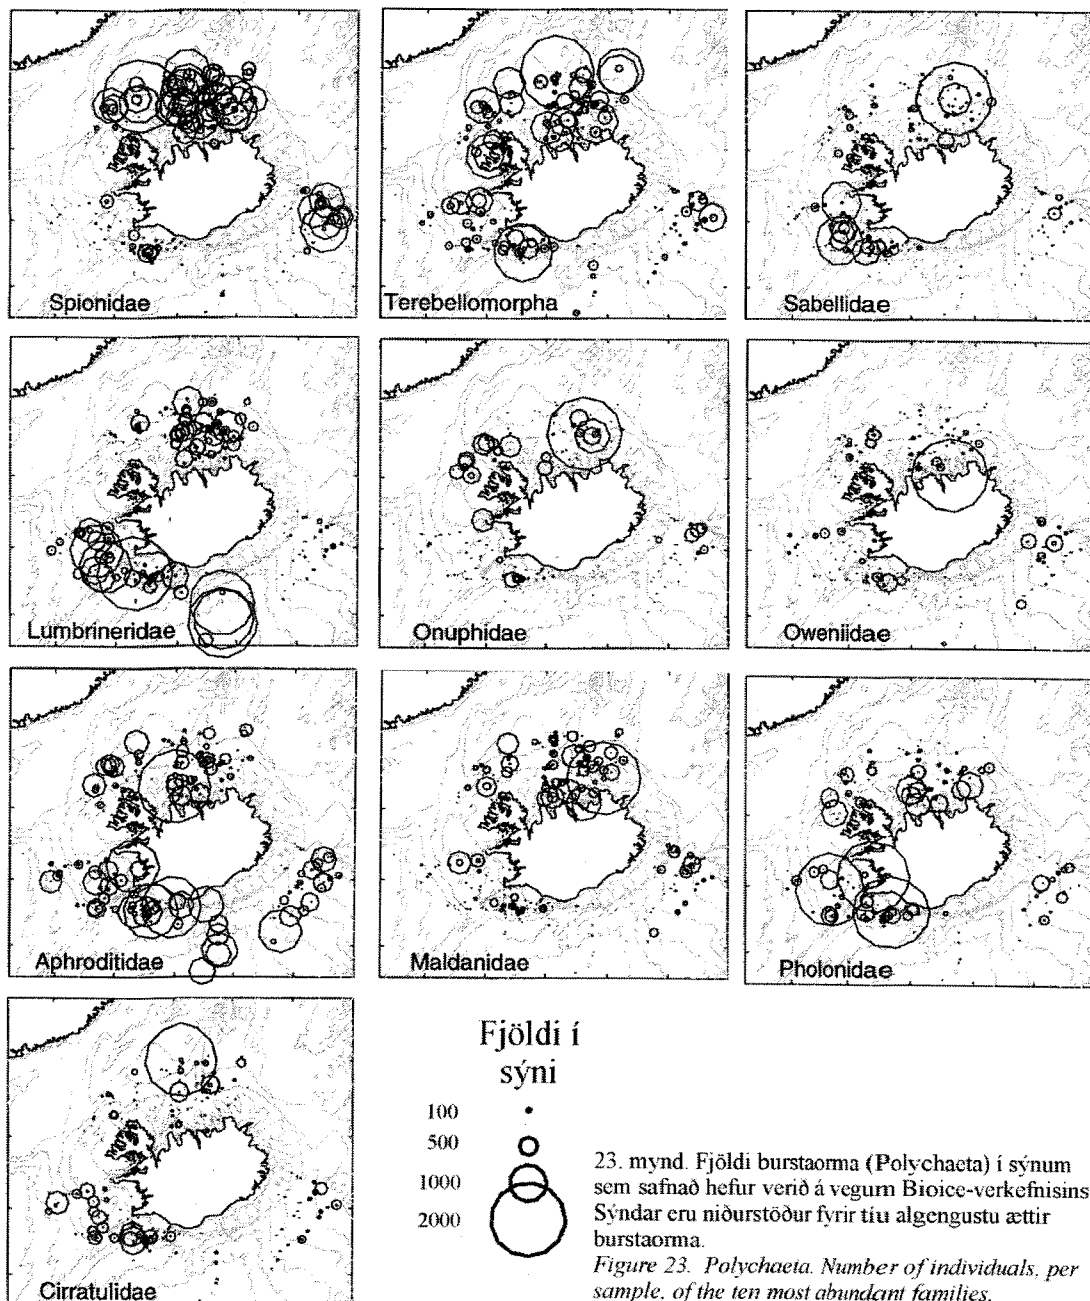 Spionidae
Terebellomorpha
Sabellidae
Lumbrineridae
Onuphidae
Oweniidae
Aphroditidae
Maldanidae
Pholonidae
Cirratulidae
Fjöldi í
sýni
100
500
1000
2000
23. mynd. Fjöldi burstaorma (Polychaeta) í sýnum
sem safnað hefur verið á vegum Bioice-verkefnisins
Sýndar eru niðurstöður fyrir tíu algengustu ættir
burstaorma.
Figure 23. Polychaeta. Number of individuals, per
sample, of the ten most abundant families.